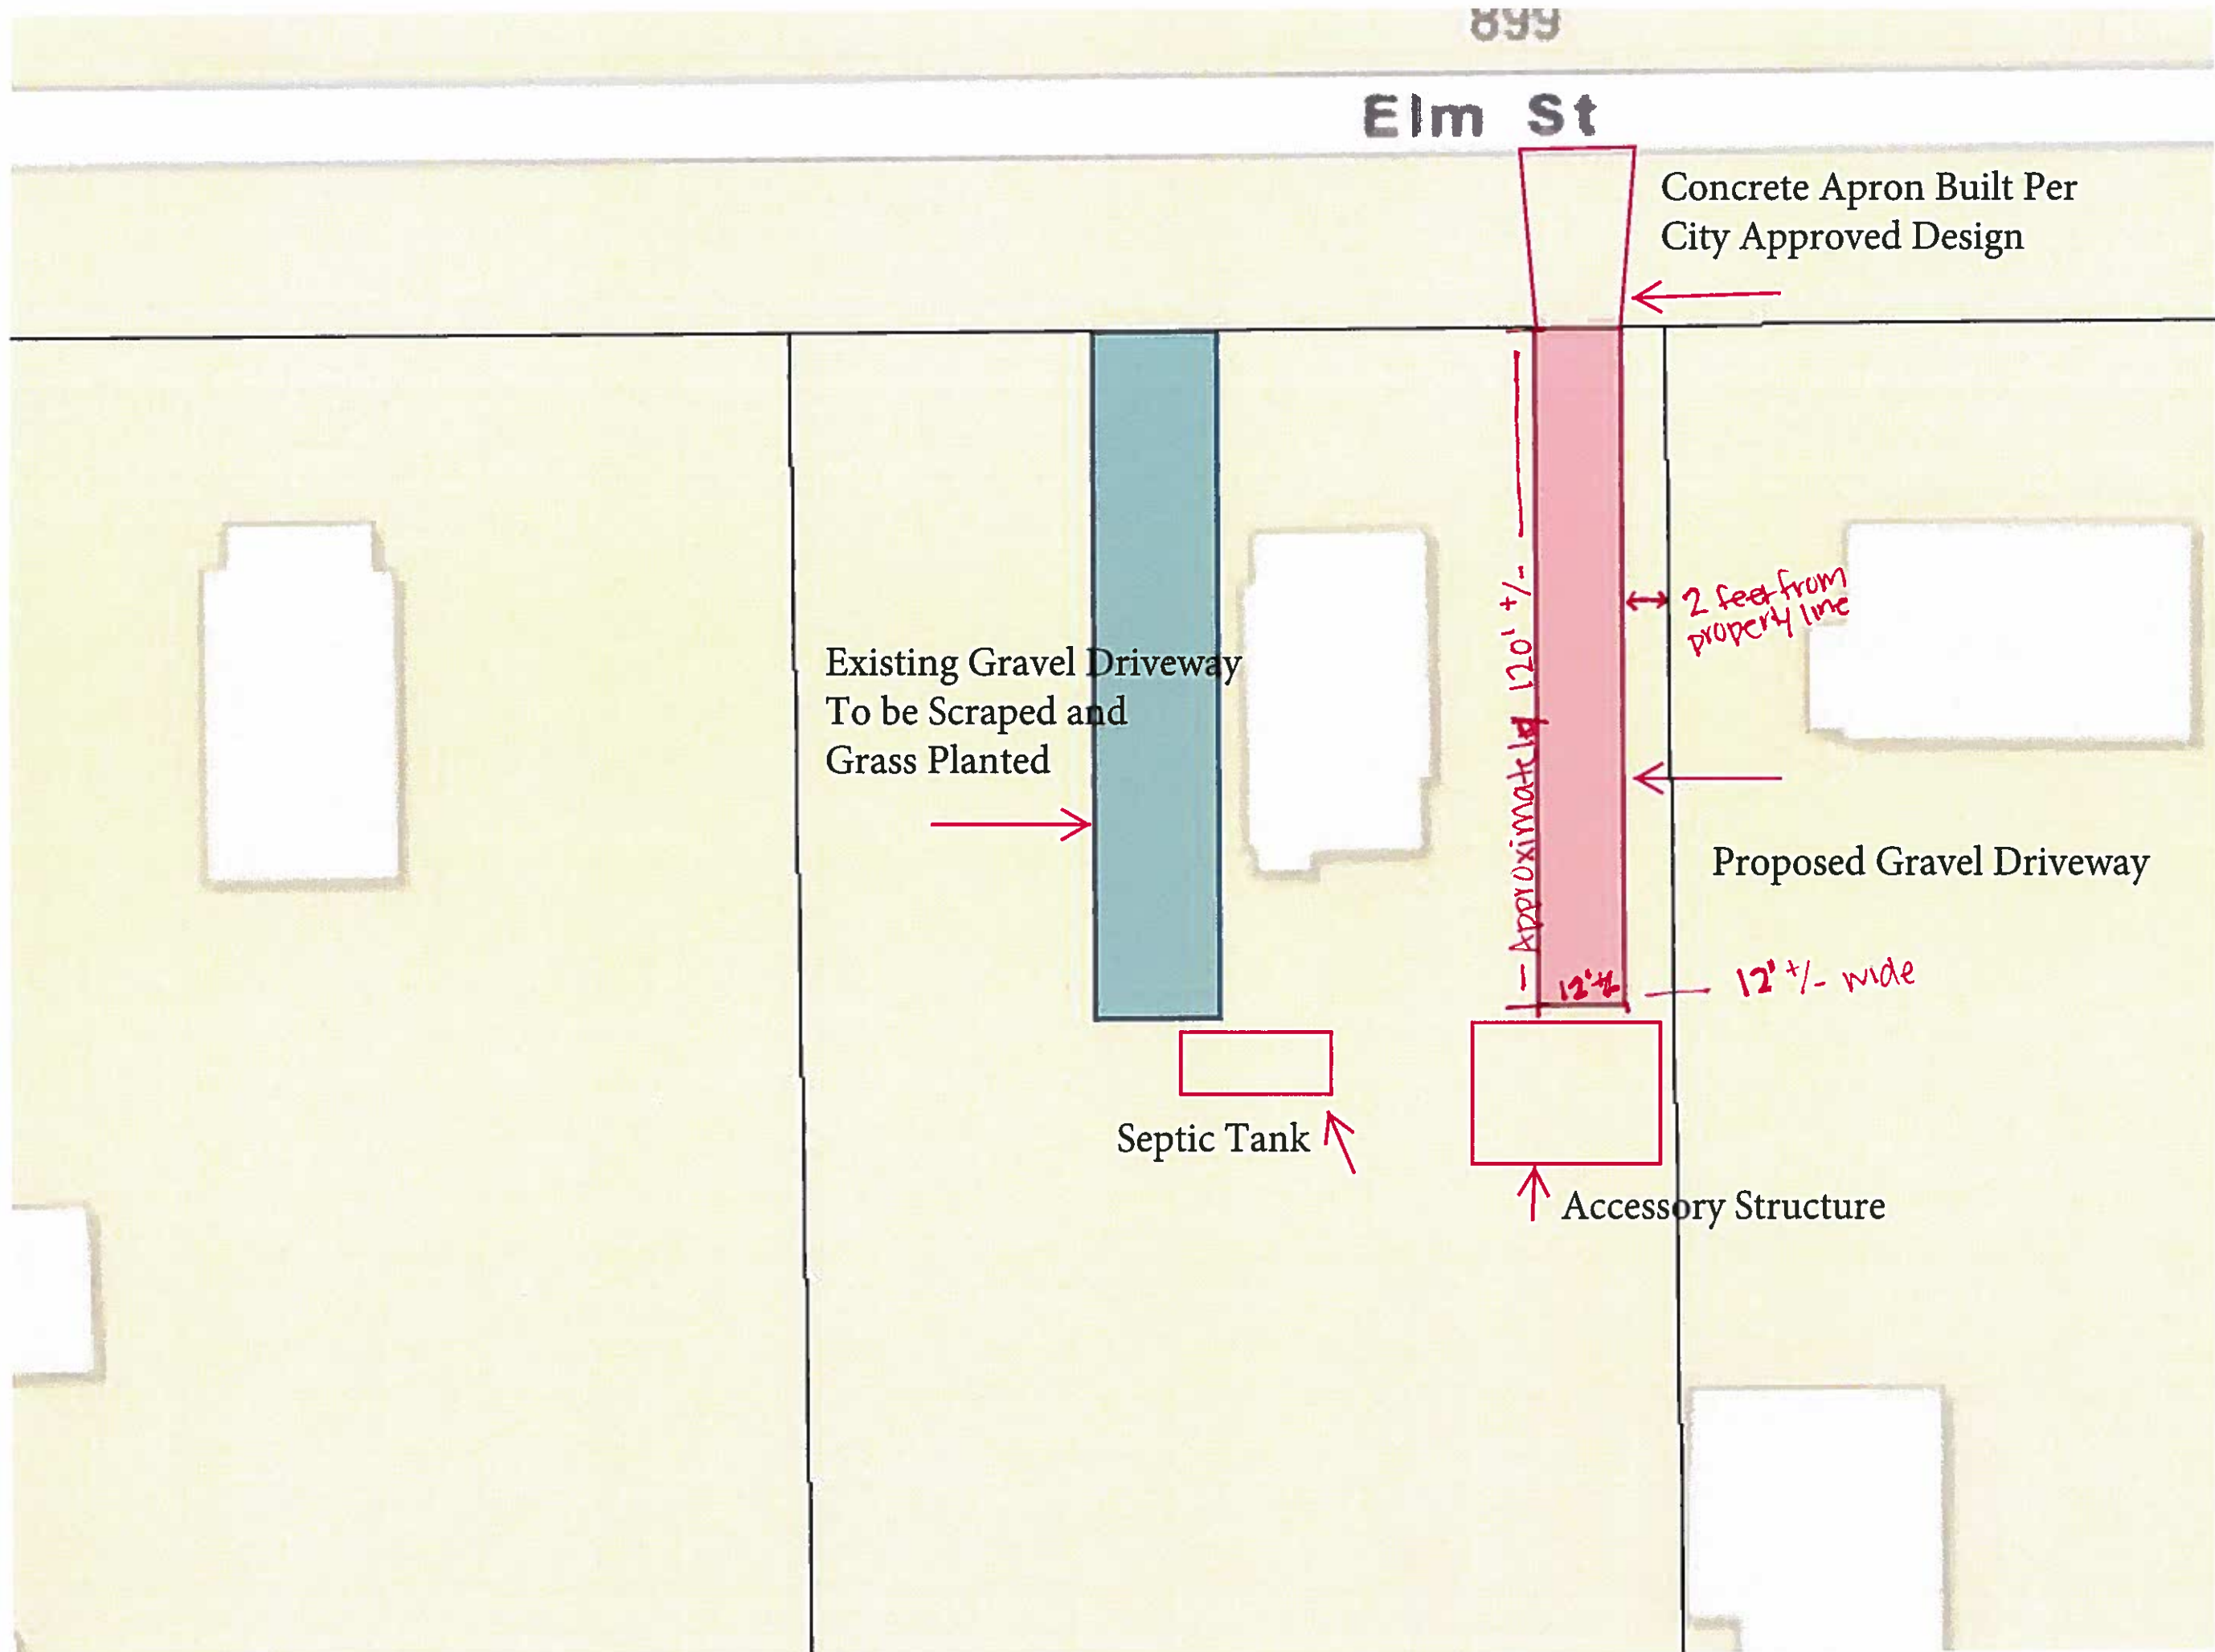 899
Elm St
Concrete Apron Built Per
City Approved Design
2 feet from
property line
Existing Gravel Driveway
To be Scraped and
Grass Planted
Approximately 120' +/-
Proposed Gravel Driveway
12' +/-
12' +/- wide
Septic Tank
Accessory Structure